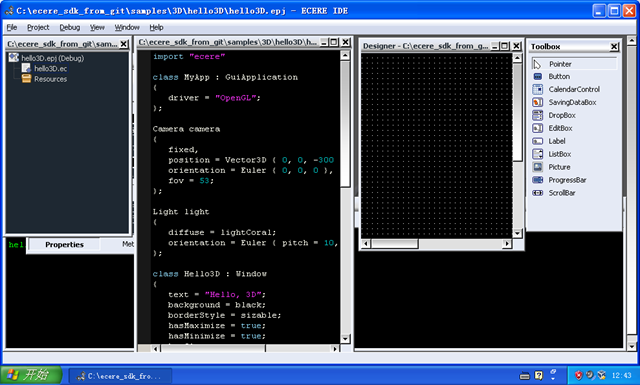 C:\ecere_sdk_from_git\samples\3D\hello3D\hello3D.epj - ECERE IDE
File Project Debug View Window Help
C:\ecere_sdk_from_git\sam...
hello3D.epj (Debug)
hello3D.ec
Resources
Properties Met
C:\ecere_sdk_from_git\samples\3D\hello3D\h...
import "ecere"
class MyApp : GuiApplication
{
driver = "OpenGL";
};
Camera camera
{
fixed,
position = Vector3D { 0, 0, -300
orientation = Euler { 0, 0, 0 },
fov = 53;
};
Light light
{
diffuse = lightCoral;
orientation = Euler { pitch = 10,
};
class Hello3D : Window
{
text = "Hello, 3D";
background = black;
borderStyle = sizable;
hasMaximize = true;
hasMinimize = true;
Designer - C:\ecere_sdk_from_g...
Toolbox
Pointer
Button
CalendarControl
SavingDataBox
DropBox
EditBox
Label
ListBox
Picture
ProgressBar
ScrollBar
hel
开始
C:\ecere_sdk_fro...
12:43